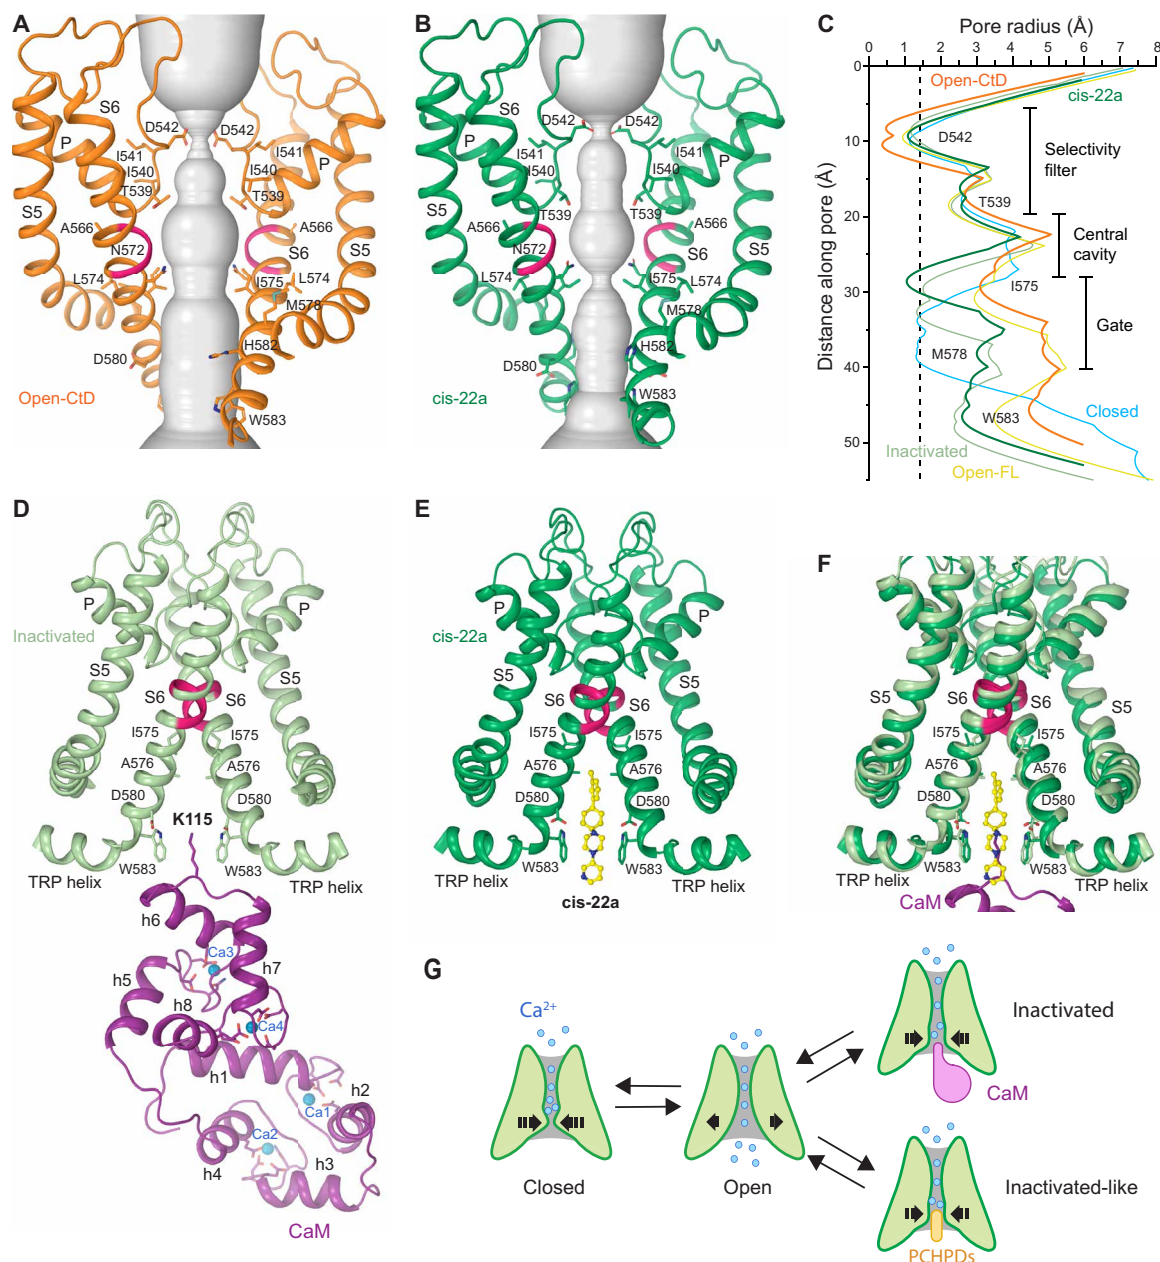 A
S6
D542
D542
P
I541
I541
I540
I540
P
T539
T539
S5
A566
A566
N572
S5
S6
L574
I575
L574
M578
H582
D580
Open-CtD
W583
B
S6
D542
D542
P
I541
I541
P
I540
I540
T539
T539
S5
A566
A566
N572
S5
S6
L574
I575
L574
M578
H582
D580
cis-22a
W583
C
Pore radius (Å)
0 1 2 3 4 5 6 7 8
Distance along pore (Å)
0
10
20
30
40
50
Open-CtD
cis-22a
D542
Selectivity
filter
T539
Central
cavity
I575
Gate
M578
W583
Closed
Inactivated
Open-FL
D
P
P
Inactivated
S5
S5
S6
S6
I575
I575
A576
A576
D580
D580
K115
W583
W583
TRP helix
TRP helix
h6
Ca3
h5
h7
h8
Ca4
h1
h2
Ca1
Ca2
h4
h3
CaM
E
P
P
cis-22a
S5
S5
S6
S6
I575
I575
A576
A576
D580
D580
W583
W583
TRP helix
TRP helix
cis-22a
F
S5
S5
S6
S6
I575
I575
A576
A576
D580
D580
W583
W583
TRP helix
TRP helix
CaM
G
Ca²⁺
Closed
Open
Inactivated
CaM
Inactivated-like
PCHPDs